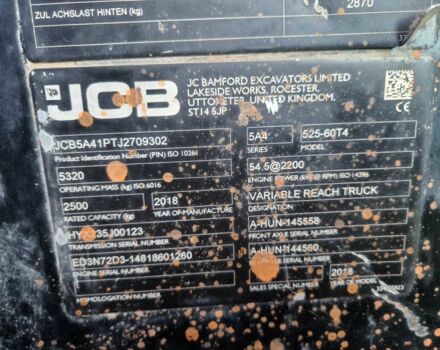 ZUL ACHSLAST HINTEN (kg)
2870
JCB
JC BAMFORD EXCAVATORS LIMITED
LAKESIDE WORKS, ROCESTER,
UTTOXETER, UNITED KINGDOM.
ST14 5JP
CE
JCB5A41PTJ2709302
Product Identification Number (PIN) ISO 10261
5A4
SERIES
525-60T4
MODEL
5320
OPERATING MASS (kg) ISO 6016
54.5@2200
ENGINE POWER (kW @ RPM) ISO 14396
2500
RATED CAPACITY (kg)
2018
YEAR OF MANUFACTURE
VARIABLE REACH TRUCK
DESIGNATION
35J00123
TRANSMISSION SERIAL NUMBER
A-HUN-145558
FRONT AXLE SERIAL NUMBER
ED3N72D3-14818601260
ENGINE SERIAL NUMBER
A-HUN-144560
SERIAL NUMBER
HOMOLOGATION NUMBER
SALES SPECIAL NUMBER
2018
YEAR OF MODEL